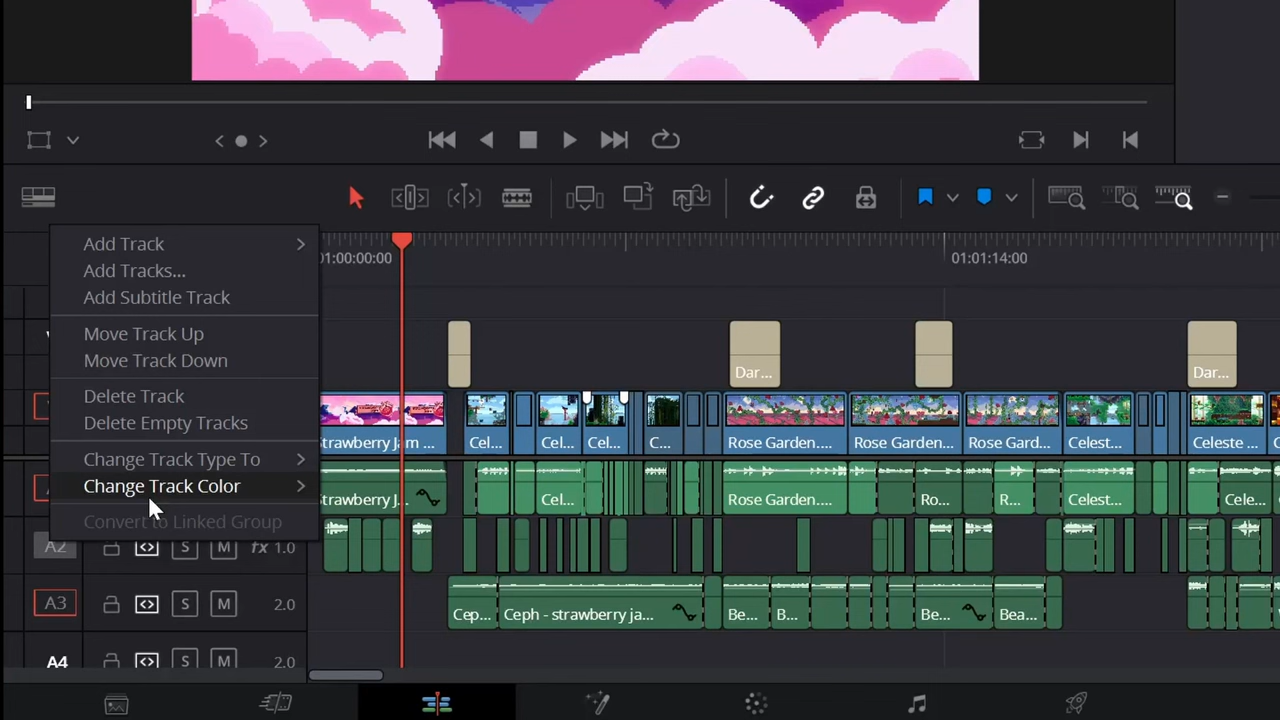 01:00:00:00
01:01:14:00
Add Track
Add Tracks...
Add Subtitle Track
Move Track Up
Move Track Down
Delete Track
Delete Empty Tracks
Change Track Type To
Change Track Color
Convert to Linked Group
Dar...
Dar...
Strawberry Jam ...
Cel...
Cel...
Cel...
C...
Rose Garden....
Rose Garden....
Rose Gard...
Celest...
Celeste ...
Strawberry J...
Cel...
Rose Garden....
Ro...
R...
Celest...
Cele...
A2
S
M
fx 1.0
A3
S
M
2.0
Cep...
Ceph - strawberry ja...
Be...
B...
Be...
Bea...
A4
S
M
2.0